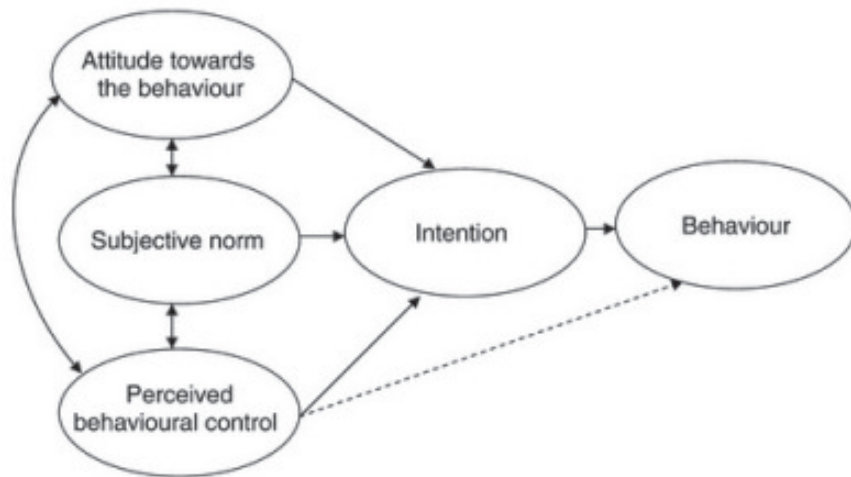 Attitude towards
the behaviour
Subjective norm
Intention
Behaviour
Perceived
behavioural control